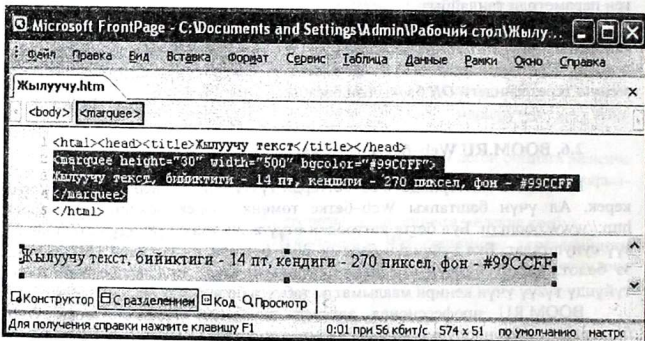 Microsoft FrontPage - C:\Documents and Settings\Admin\Рабочий стол\Жылу...
Файл Правка Вид Вставка Формат Сервис Таблица Данные Рамки Окно Справка
Жылуучу.htm
<body> <marquee>
1 <html><head><title>Жылуучу текст</title></head>
<marquee height="30" width="500" bgcolor="#99CCFF">
Жылуучу текст, бийиктиги - 14 пт, кендиги - 270 пиксел, фон - #99CCFF
</marquee>
5 </html>
Жылуучу текст, бийиктиги - 14 пт, кендиги - 270 пиксел, фон - #99CCFF
Конструктор С разделением Код Просмотр
Для получения справки нажмите клавишу F1 0:01 при 56 кбит/с 574 x 51 по умолчанию настрс